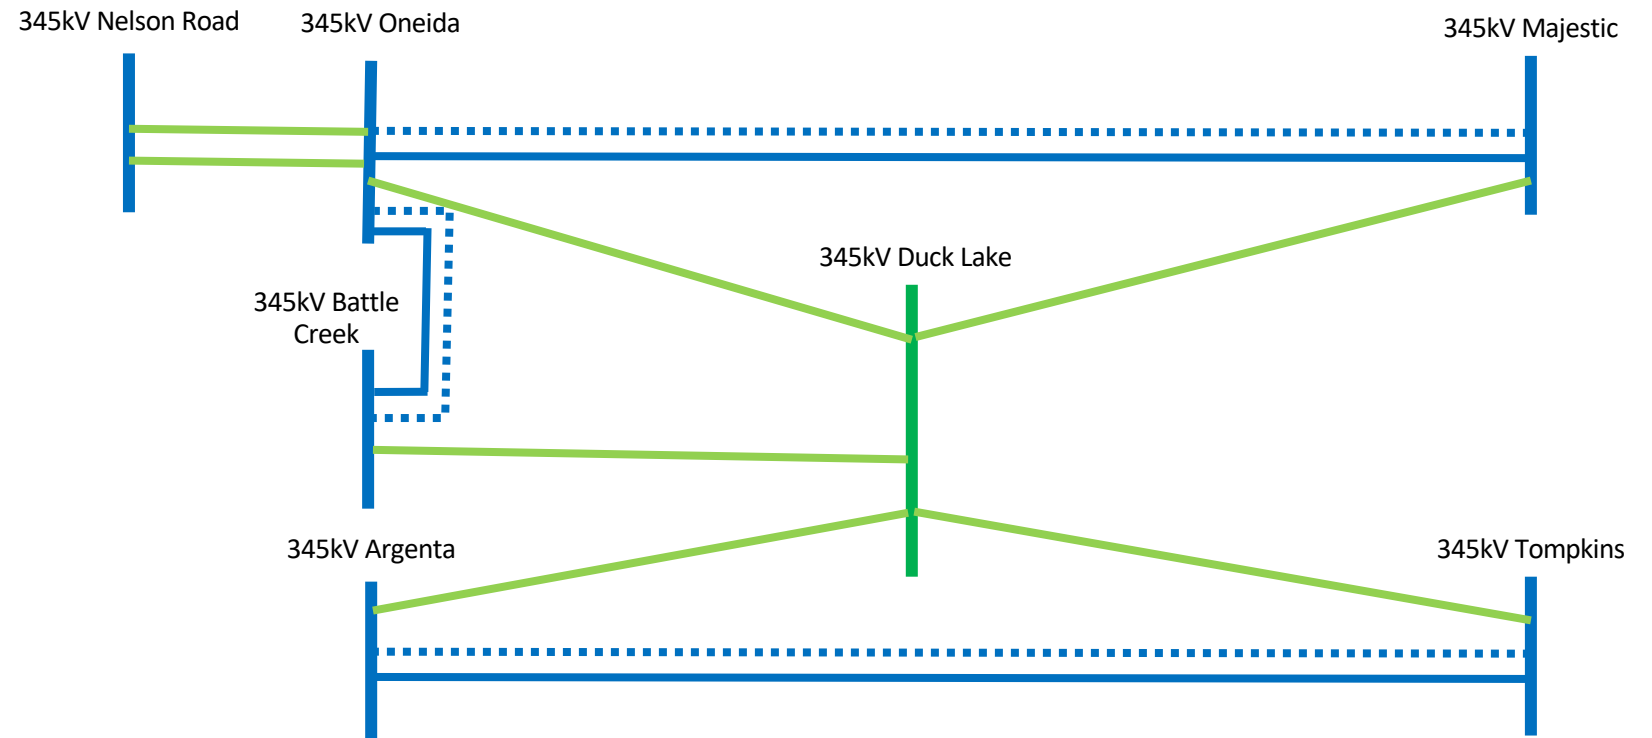 345kV Nelson Road
345kV Oneida
345kV Majestic
345kV Duck Lake
345kV Battle
Creek
345kV Argenta
345kV Tompkins